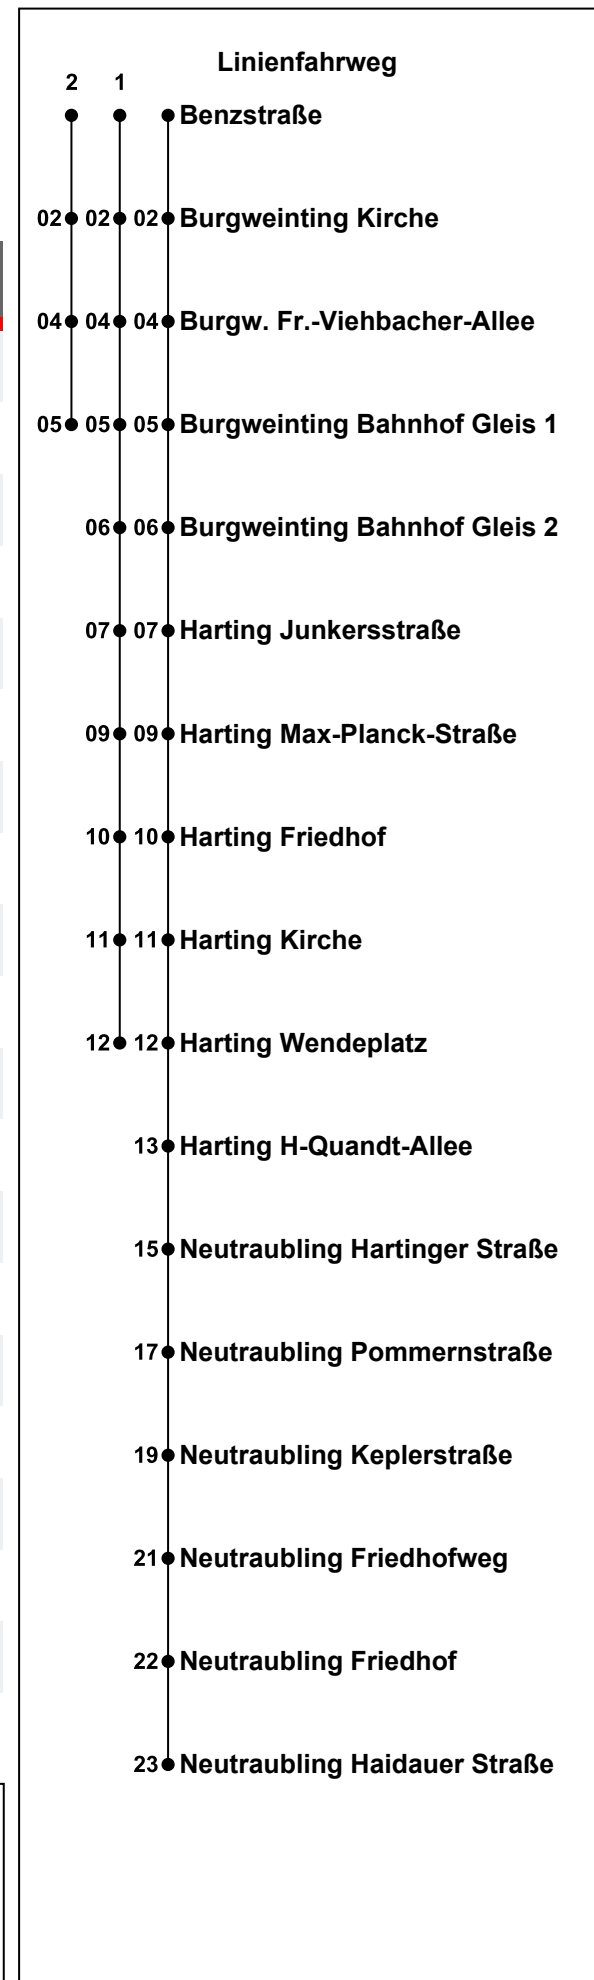 Linienfahrweg
2 1
Benzstraße
02 02 02 Burgweinting Kirche
04 04 04 Burgw. Fr.-Viehbacher-Allee
05 05 05 Burgweinting Bahnhof Gleis 1
06 06 Burgweinting Bahnhof Gleis 2
07 07 Harting Junkersstraße
09 09 Harting Max-Planck-Straße
10 10 Harting Friedhof
11 11 Harting Kirche
12 12 Harting Wendeplatz
13 Harting H-Quandt-Allee
15 Neutraubling Hartinger Straße
17 Neutraubling Pommernstraße
19 Neutraubling Keplerstraße
21 Neutraubling Friedhofweg
22 Neutraubling Friedhof
23 Neutraubling Haidauer Straße